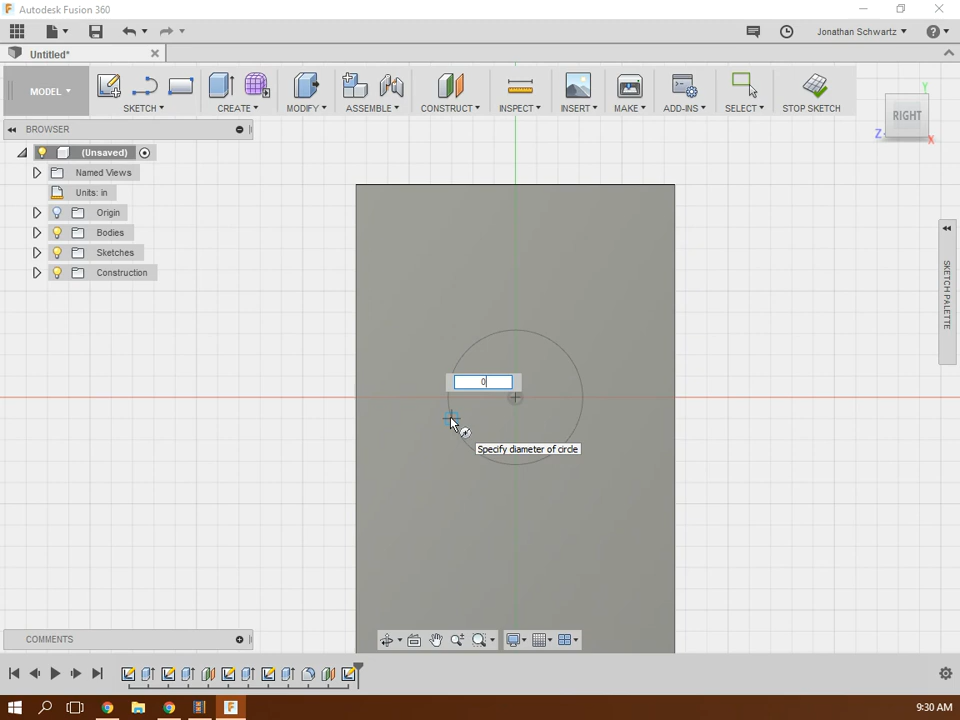 Autodesk Fusion 360
Jonathan Schwartz
Untitled*
MODEL
SKETCH
CREATE
MODIFY
ASSEMBLE
CONSTRUCT
INSPECT
INSERT
MAKE
ADD-INS
SELECT
STOP SKETCH
Y
RIGHT
Z
X
BROWSER
(Unsaved)
Named Views
Units: in
Origin
Bodies
Sketches
Construction
SKETCH PALETTE
0
Specify diameter of circle
COMMENTS
9:30 AM